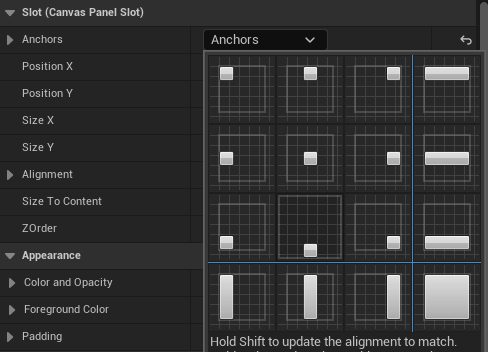 Slot (Canvas Panel Slot)
Anchors
Anchors
Position X
Position Y
Size X
Size Y
Alignment
Size To Content
ZOrder
Appearance
Color and Opacity
Foreground Color
Padding
Hold Shift to update the alignment to match.